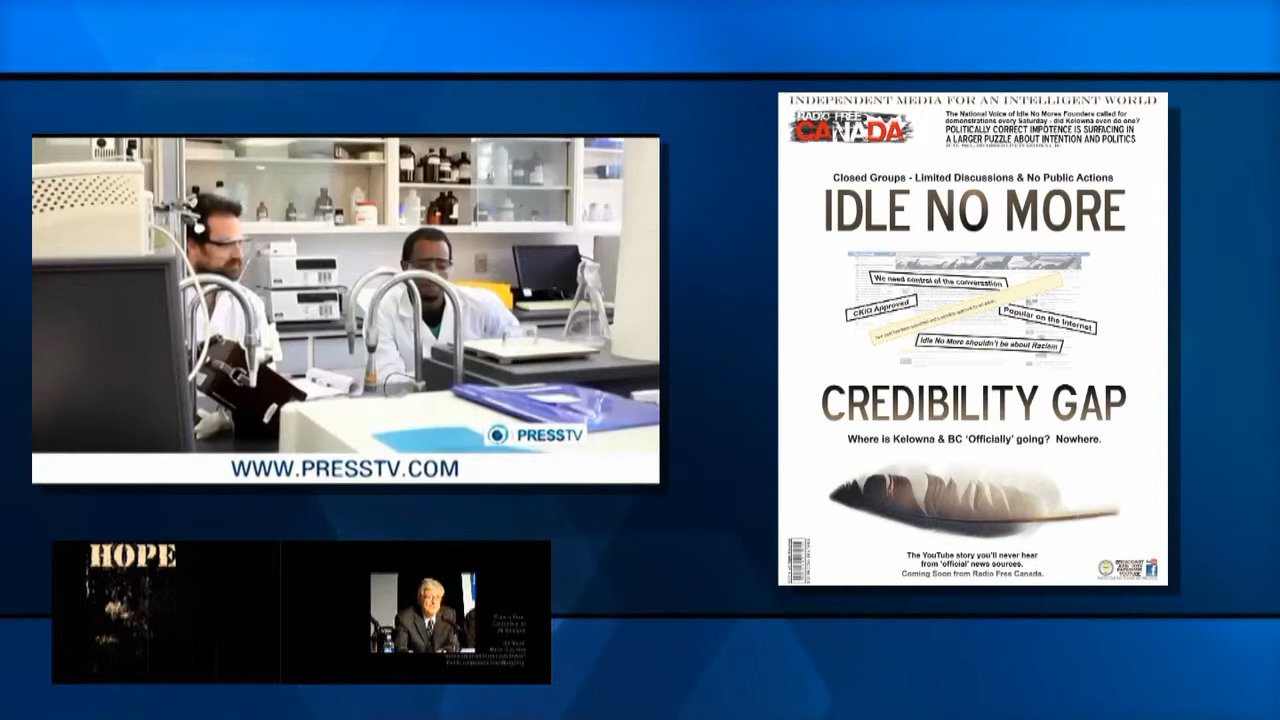 PRESSTV
WWW.PRESSTV.COM
HOPE
INDEPENDENT MEDIA FOR AN INTELLIGENT WORLD
RADIO FREE
CANADA
The National Voice of Idle No Mores Founders called for
demonstrations every Saturday - did Kelowna even do one?
POLITICALLY CORRECT IMPOTENCE IS SURFACING IN
A LARGER PUZZLE ABOUT INTENTION AND POLITICS
Closed Groups - Limited Discussions & No Public Actions
IDLE NO MORE
We need control of the conversation
CKIQ Approved
Popular on the Internet
Idle No More shouldn't be about Racism
CREDIBILITY GAP
Where is Kelowna & BC 'Officially' going? Nowhere.
The YouTube story you'll never hear
from 'official' news sources.
Coming Soon from Radio Free Canada.